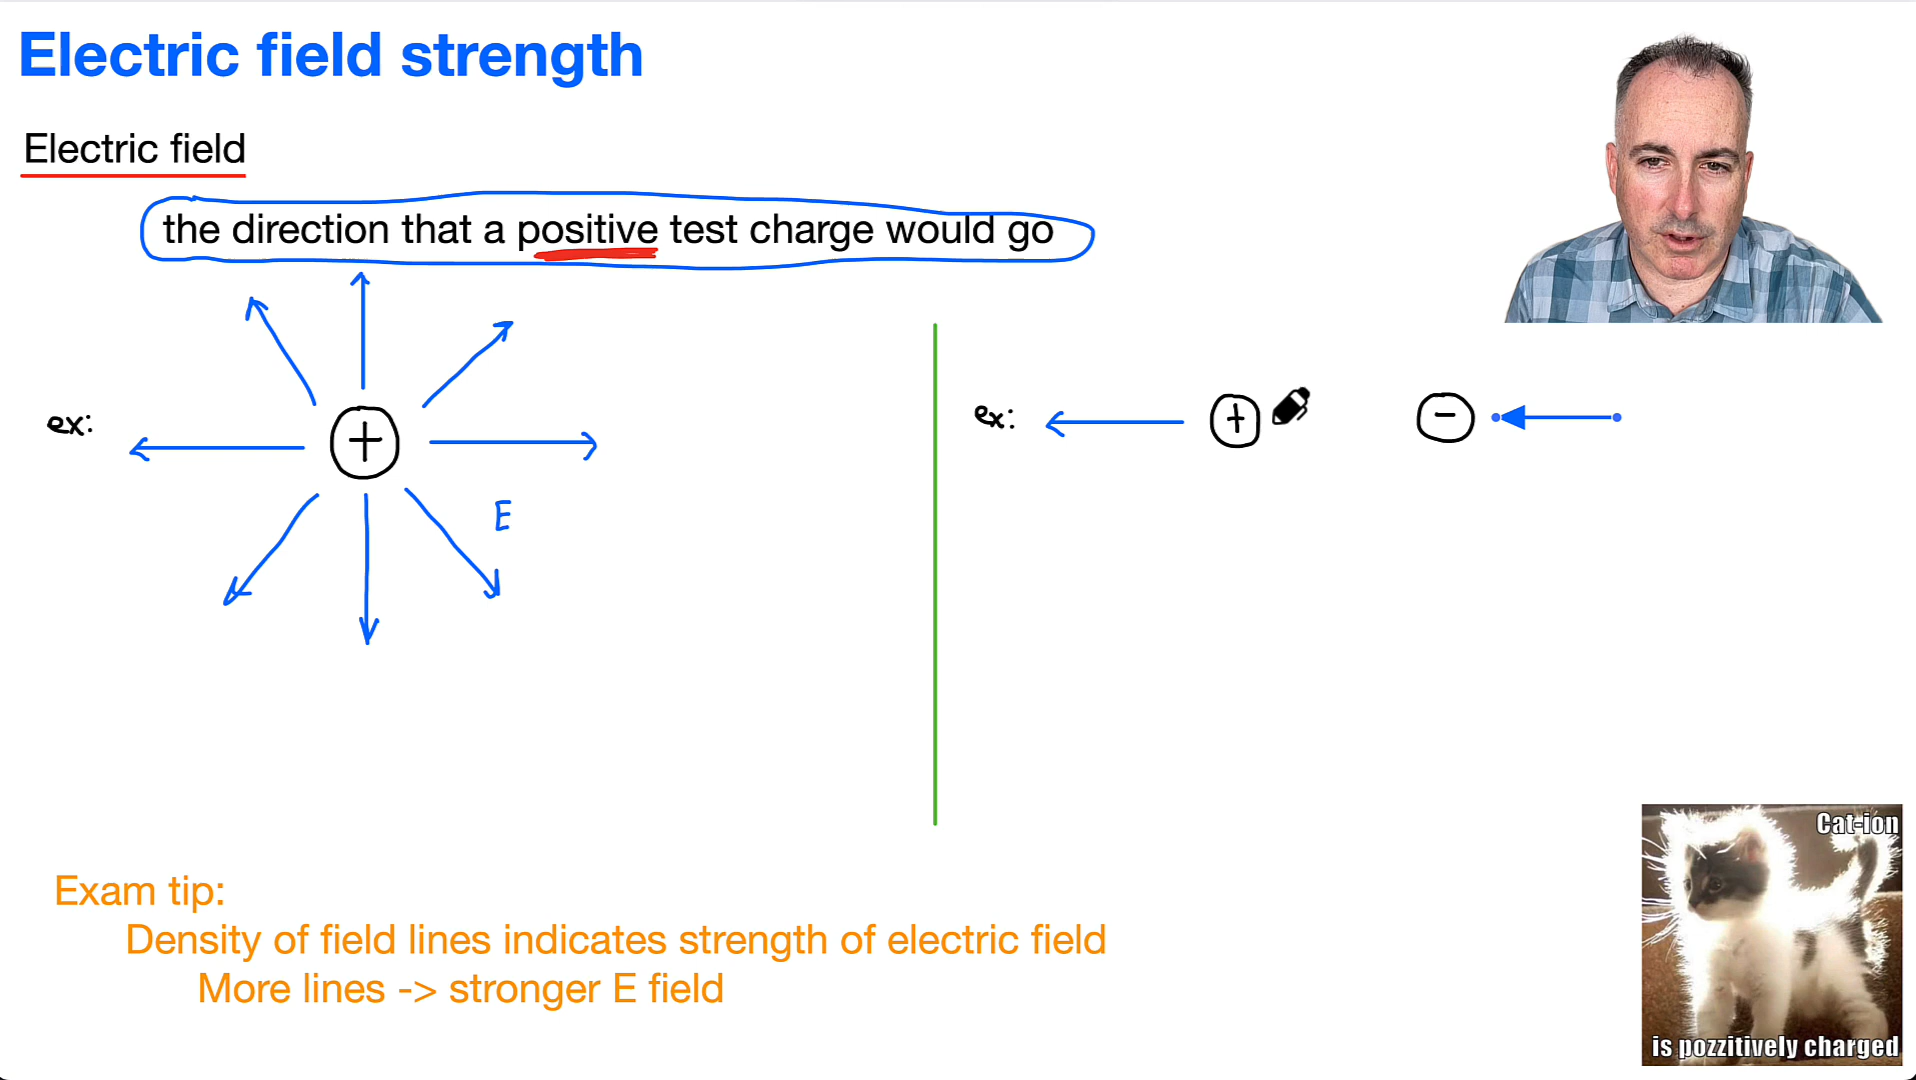 Electric field strength
Electric field
the direction that a positive test charge would go
ex:
+
E
ex:
+
-
Exam tip:
Density of field lines indicates strength of electric field
More lines -> stronger E field
Cat-ion
is pozzitively charged